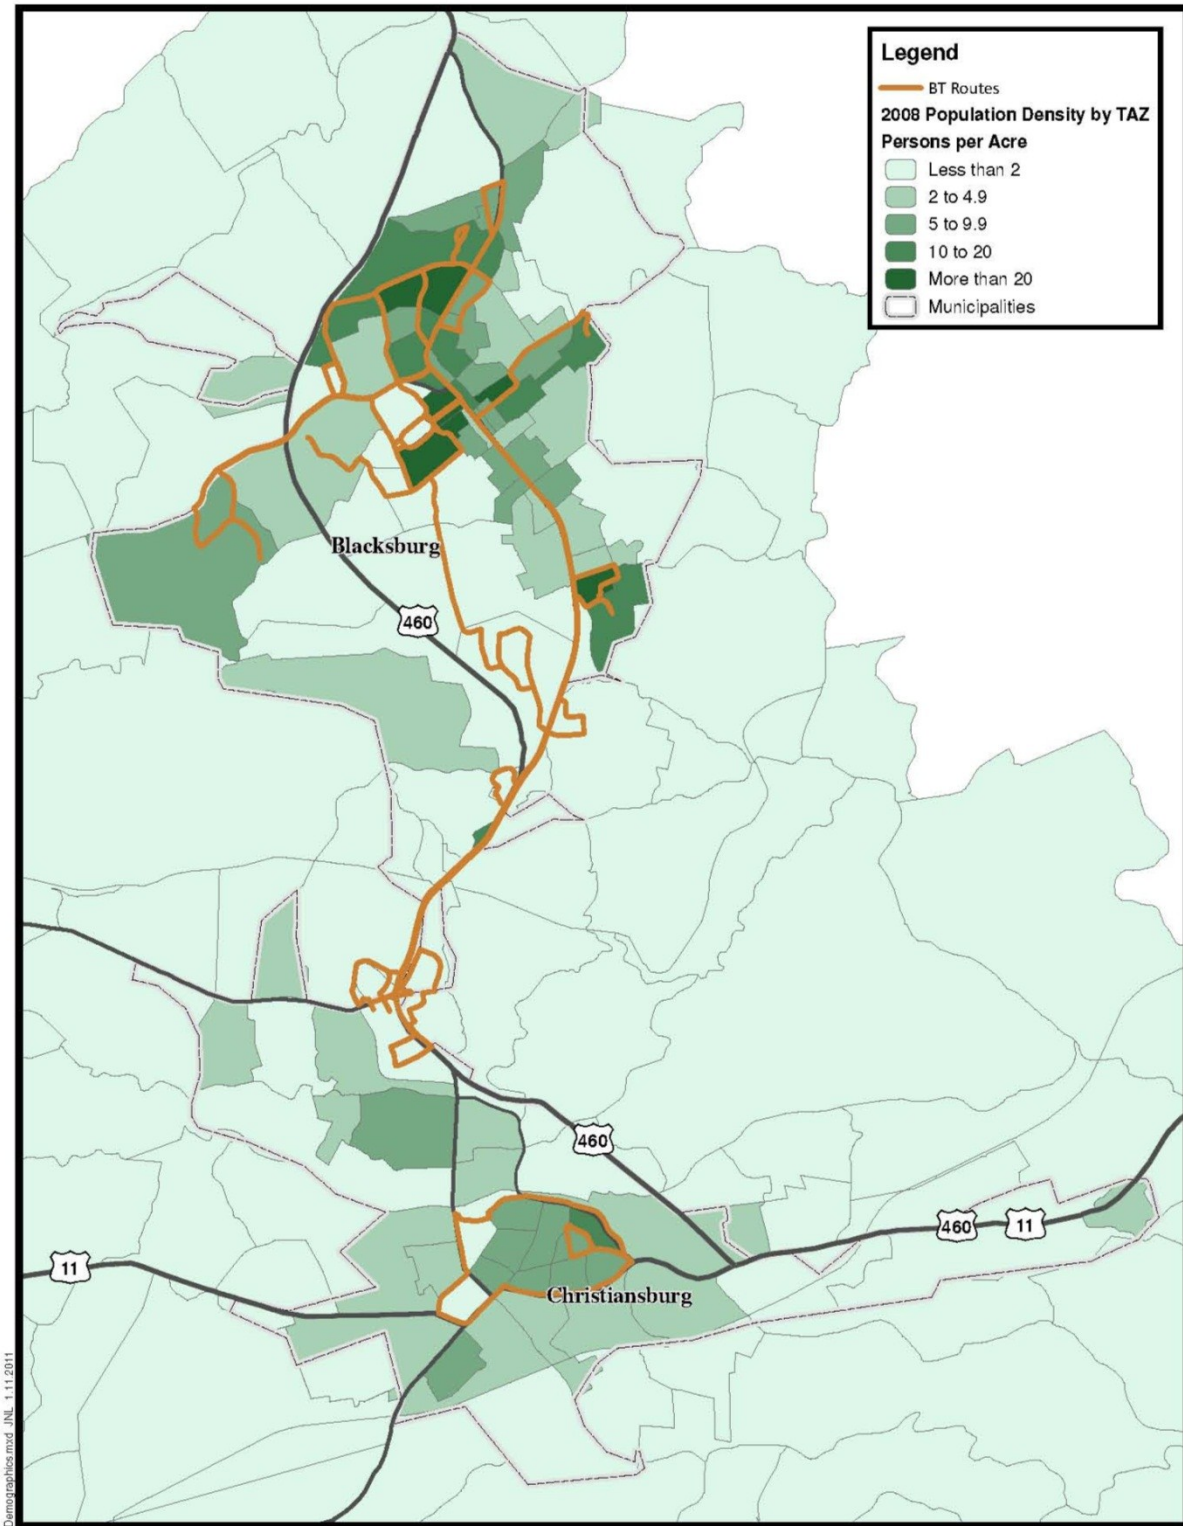 Legend
BT Routes
2008 Population Density by TAZ
Persons per Acre
Less than 2
2 to 4.9
5 to 9.9
10 to 20
More than 20
Municipalities
Blacksburg
460
460
460
11
11
Christiansburg
Demographics.mxd JNL 1.11.2011